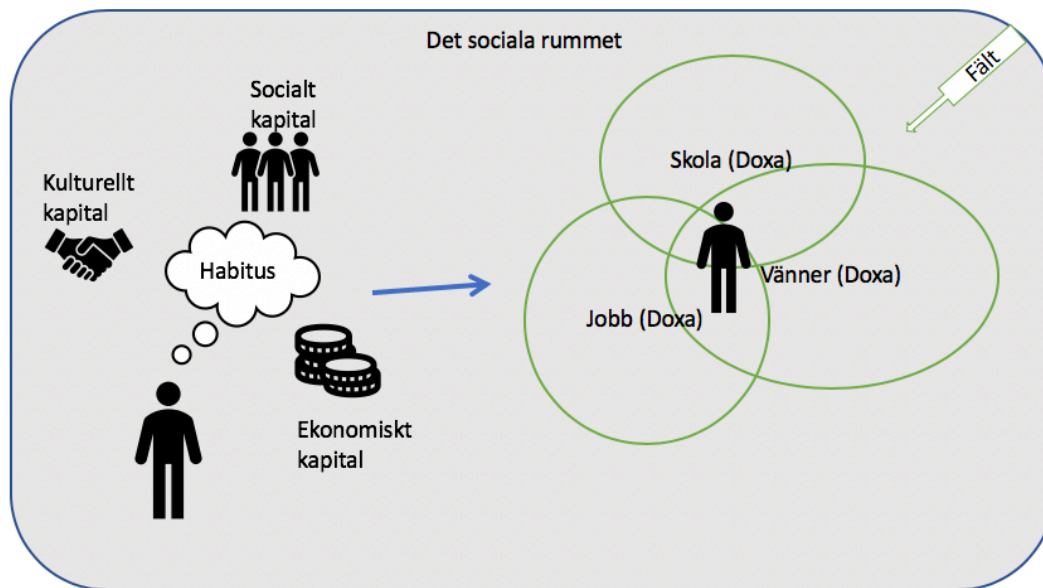 Det sociala rummet
Fält
Socialt
kapital
Kulturellt
kapital
Habitus
Ekonomiskt
kapital
Skola (Doxa)
Vänner (Doxa)
Jobb (Doxa)